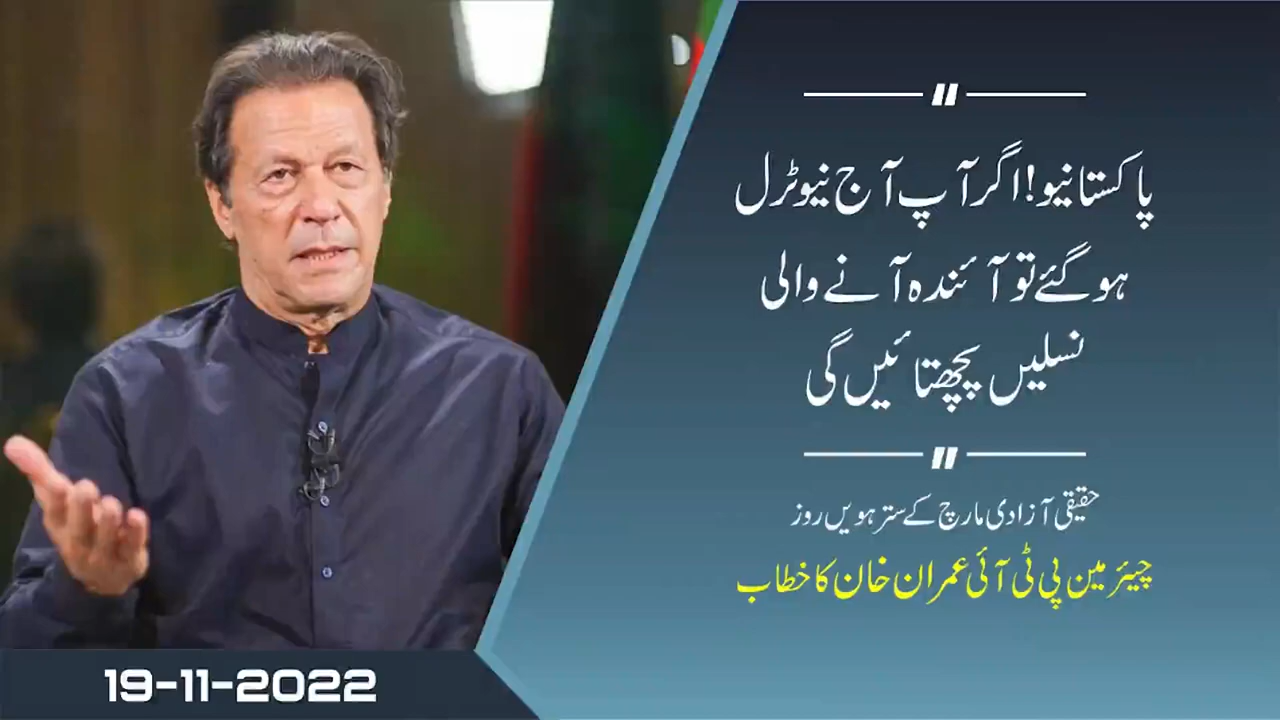 پاکستانیو! اگر آپ آج نیوٹرل
ہوگئے تو آئندہ آنے والی
نسلیں پچھتائیں گی
حقیقی آزادی مارچ کے سترہویں روز
چیئرمین پی ٹی آئی عمران خان کا خطاب
19-11-2022